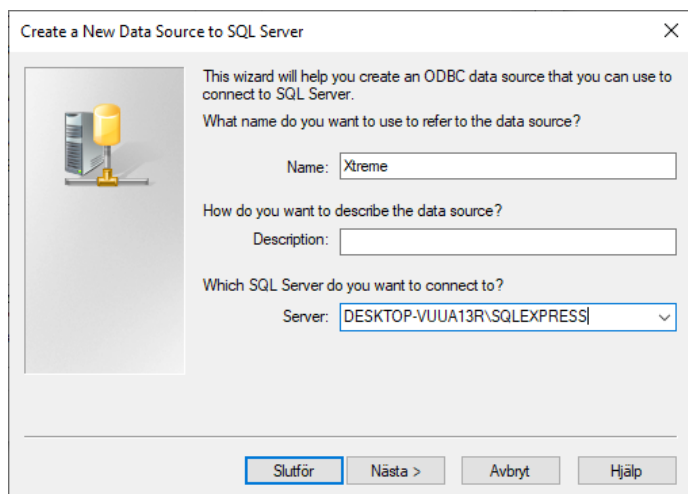 Create a New Data Source to SQL Server
This wizard will help you create an ODBC data source that you can use to
connect to SQL Server.
What name do you want to use to refer to the data source?
Name: Xtreme
How do you want to describe the data source?
Description:
Which SQL Server do you want to connect to?
Server: DESKTOP-VUUA13R\SQLEXPRESS
Slutför Nästa > Avbryt Hjälp